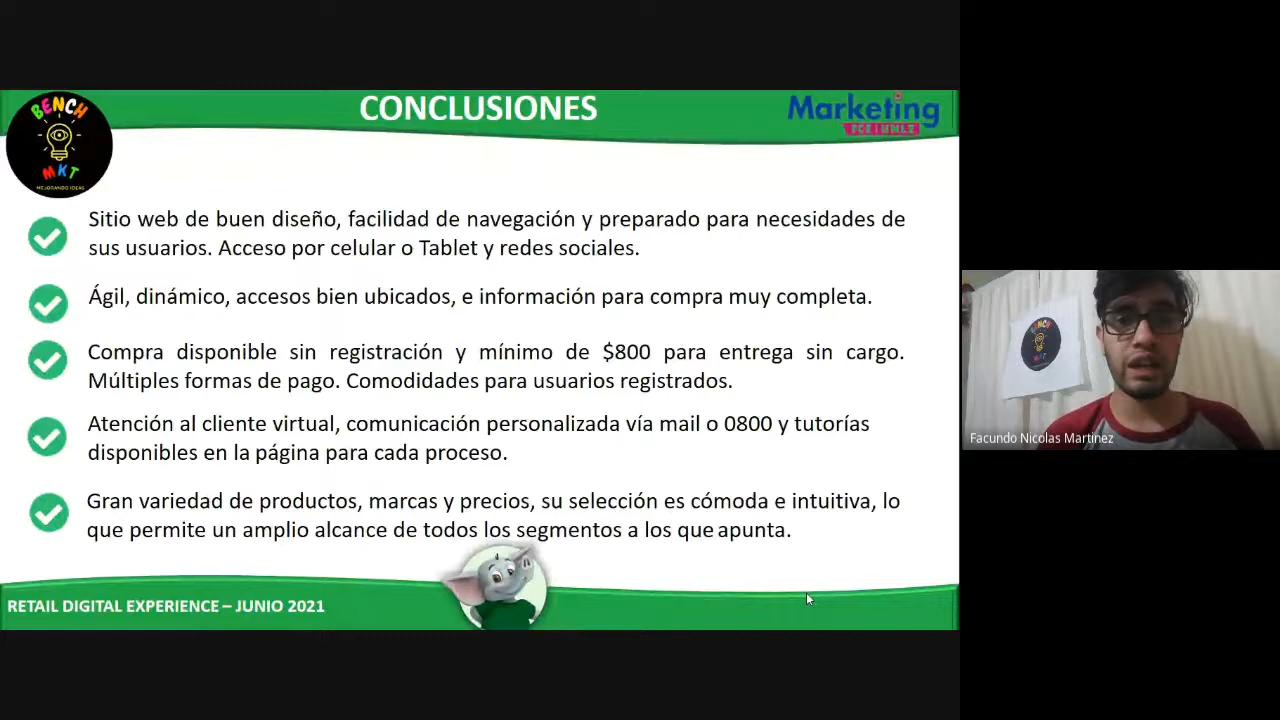 CONCLUSIONES
BENCH
MKT
MEJORANDO IDEAS
Marketing
FCE | UNLZ
Sitio web de buen diseño, facilidad de navegación y preparado para necesidades de
sus usuarios. Acceso por celular o Tablet y redes sociales.
Ágil, dinámico, accesos bien ubicados, e información para compra muy completa.
Compra disponible sin registración y mínimo de $800 para entrega sin cargo.
Múltiples formas de pago. Comodidades para usuarios registrados.
Atención al cliente virtual, comunicación personalizada vía mail o 0800 y tutorías
disponibles en la página para cada proceso.
Gran variedad de productos, marcas y precios, su selección es cómoda e intuitiva, lo
que permite un amplio alcance de todos los segmentos a los que apunta.
RETAIL DIGITAL EXPERIENCE – JUNIO 2021
MKT
Facundo Nicolas Martinez